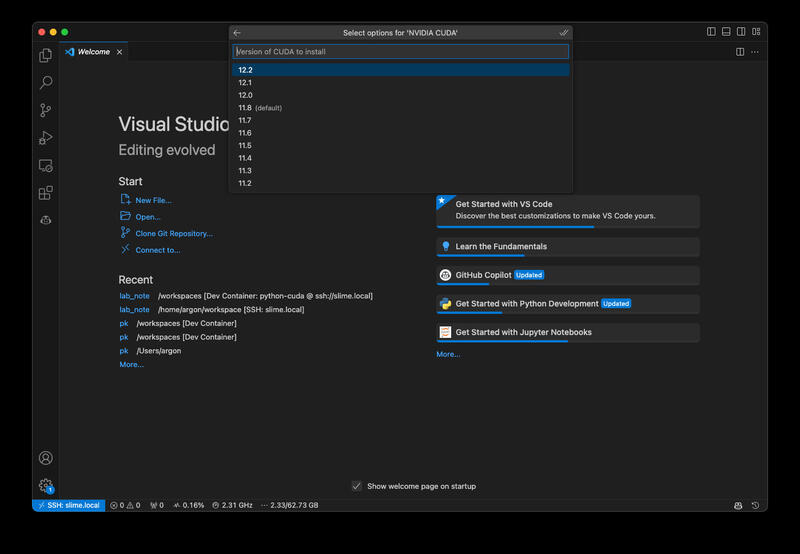 Select options for 'NVIDIA CUDA'
Welcome
Version of CUDA to install
12.2
12.1
12.0
11.8 (default)
11.7
11.6
11.5
11.4
11.3
11.2
Visual Studio
Editing evolved
Start
New File...
Open...
Clone Git Repository...
Connect to...
Recent
lab_note /workspaces [Dev Container: python-cuda @ ssh://slime.local]
lab_note /home/argon/workspace [SSH: slime.local]
pk /workspaces [Dev Container]
pk /workspaces [Dev Container]
pk /Users/argon
More...
Get Started with VS Code
Discover the best customizations to make VS Code yours.
Learn the Fundamentals
GitHub Copilot Updated
Get Started with Python Development Updated
Get Started with Jupyter Notebooks
More...
Show welcome page on startup
1
SSH: slime.local 0 0 0 0.16% 2.31 GHz 2.31/62.73 GB